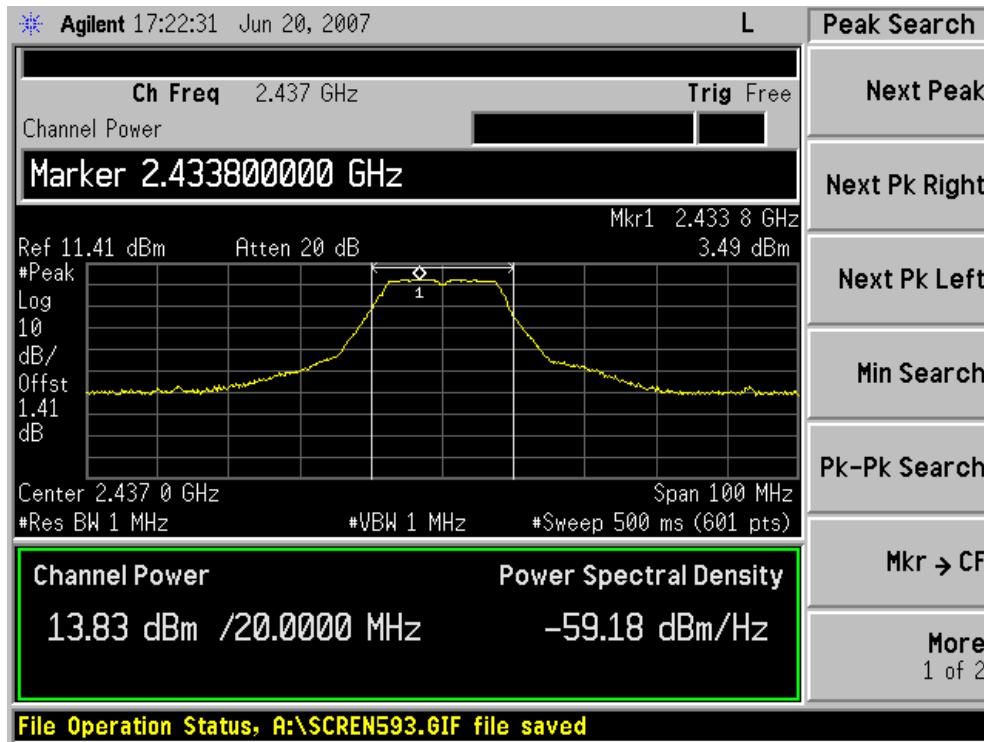 Agilent 17:22:31 Jun 20, 2007 L
Peak Search
Ch Freq 2.437 GHz Trig Free
Channel Power
Marker 2.433800000 GHz
Mkr1 2.433 8 GHz
Ref 11.41 dBm Atten 20 dB 3.49 dBm
#Peak
Log
10
dB/
Offst
1.41
dB
1
Center 2.437 0 GHz Span 100 MHz
#Res BW 1 MHz #VBW 1 MHz #Sweep 500 ms (601 pts)
Channel Power Power Spectral Density
13.83 dBm /20.0000 MHz -59.18 dBm/Hz
File Operation Status, A:\SCREN593.GIF file saved
Next Peak
Next Pk Right
Next Pk Left
Min Search
Pk-Pk Search
Mkr → CF
More
1 of 2